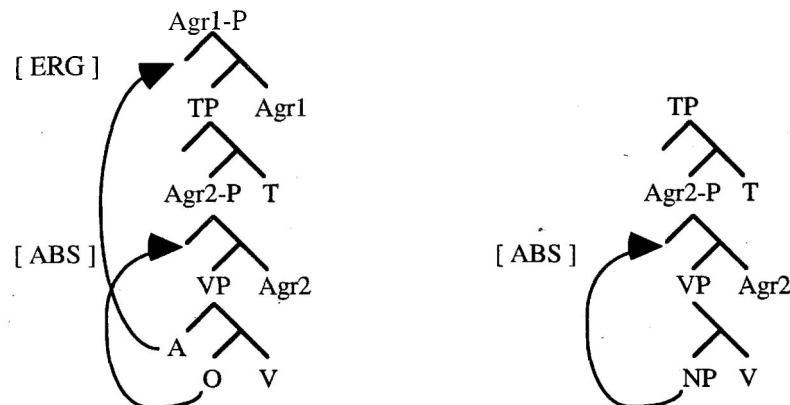 Agr1-P
[ ERG ]
TP Agr1
Agr2-P T
[ ABS ]
VP Agr2
A
O V
TP
Agr2-P T
[ ABS ]
VP Agr2
NP V